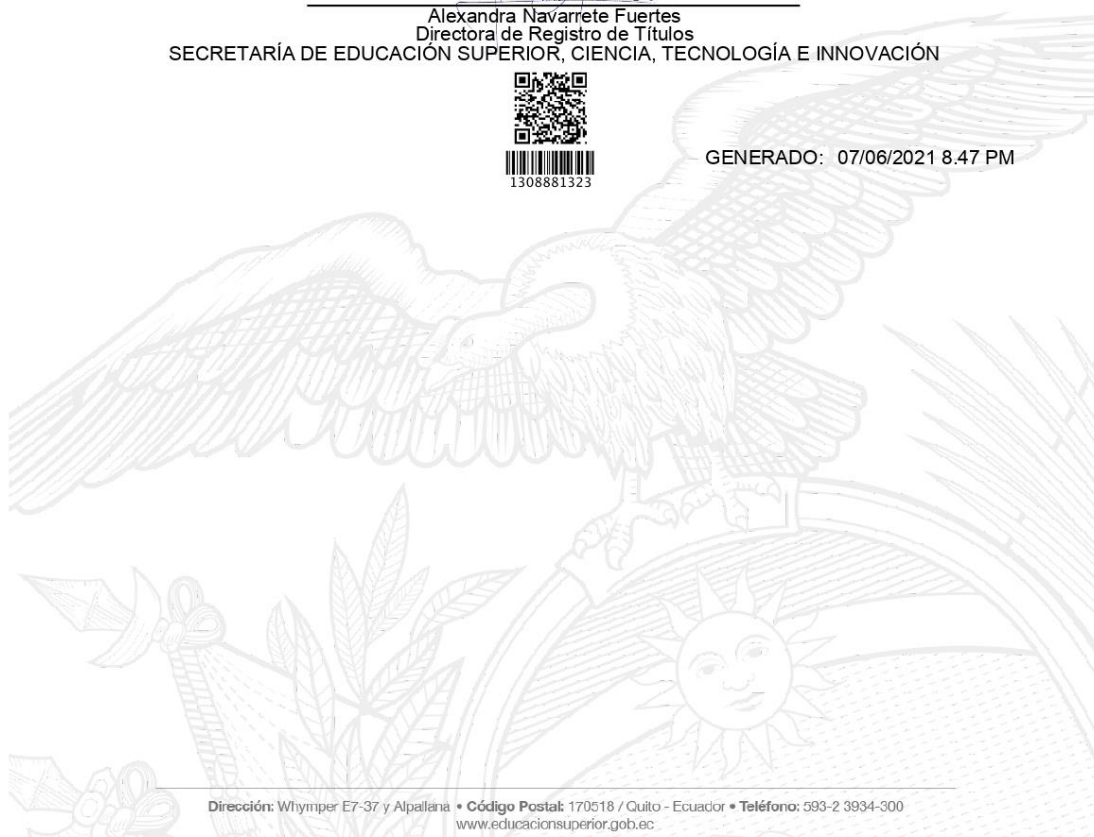 Alexandra Navarrete Fuertes
Directora de Registro de Títulos
SECRETARÍA DE EDUCACIÓN SUPERIOR, CIENCIA, TECNOLOGÍA E INNOVACIÓN
1308881323
GENERADO: 07/06/2021 8.47 PM
Dirección: Whymper E7-37 y Alpallana • Código Postal: 170518 / Quito - Ecuador • Teléfono: 593-2 3934-300
www.educacionsuperior.gob.ec